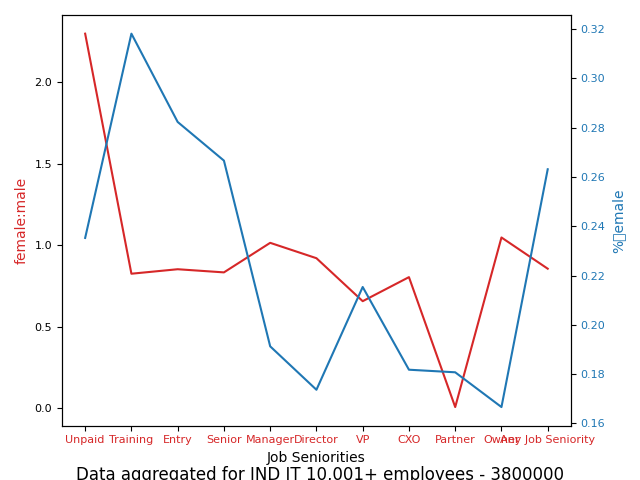 2.0
1.5
1.0
0.5
0.0
female:male
0.32
0.30
0.28
0.26
0.24
0.22
0.20
0.18
0.16
%▯emale
Unpaid Training Entry Senior Manager Director VP CXO Partner Owner Any Job Seniority
Job Seniorities
Data aggregated for IND IT 10,001+ employees - 3800000